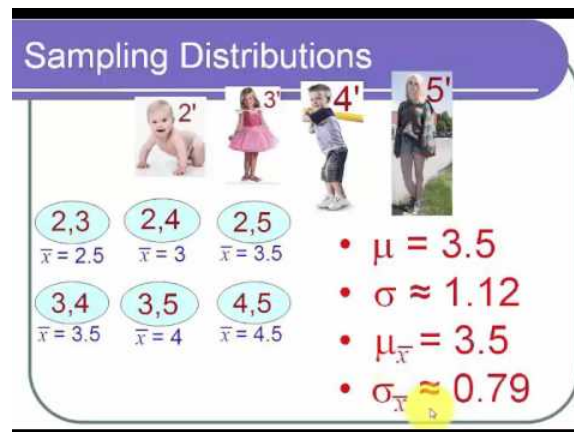 Sampling Distributions
2' 3' 4' 5'
2,3 2,4 2,5
x̅ = 2.5 x̅ = 3 x̅ = 3.5
3,4 3,5 4,5
x̅ = 3.5 x̅ = 4 x̅ = 4.5
• μ = 3.5
• σ ≈ 1.12
• μx̅ = 3.5
• σx̅ ≈ 0.79